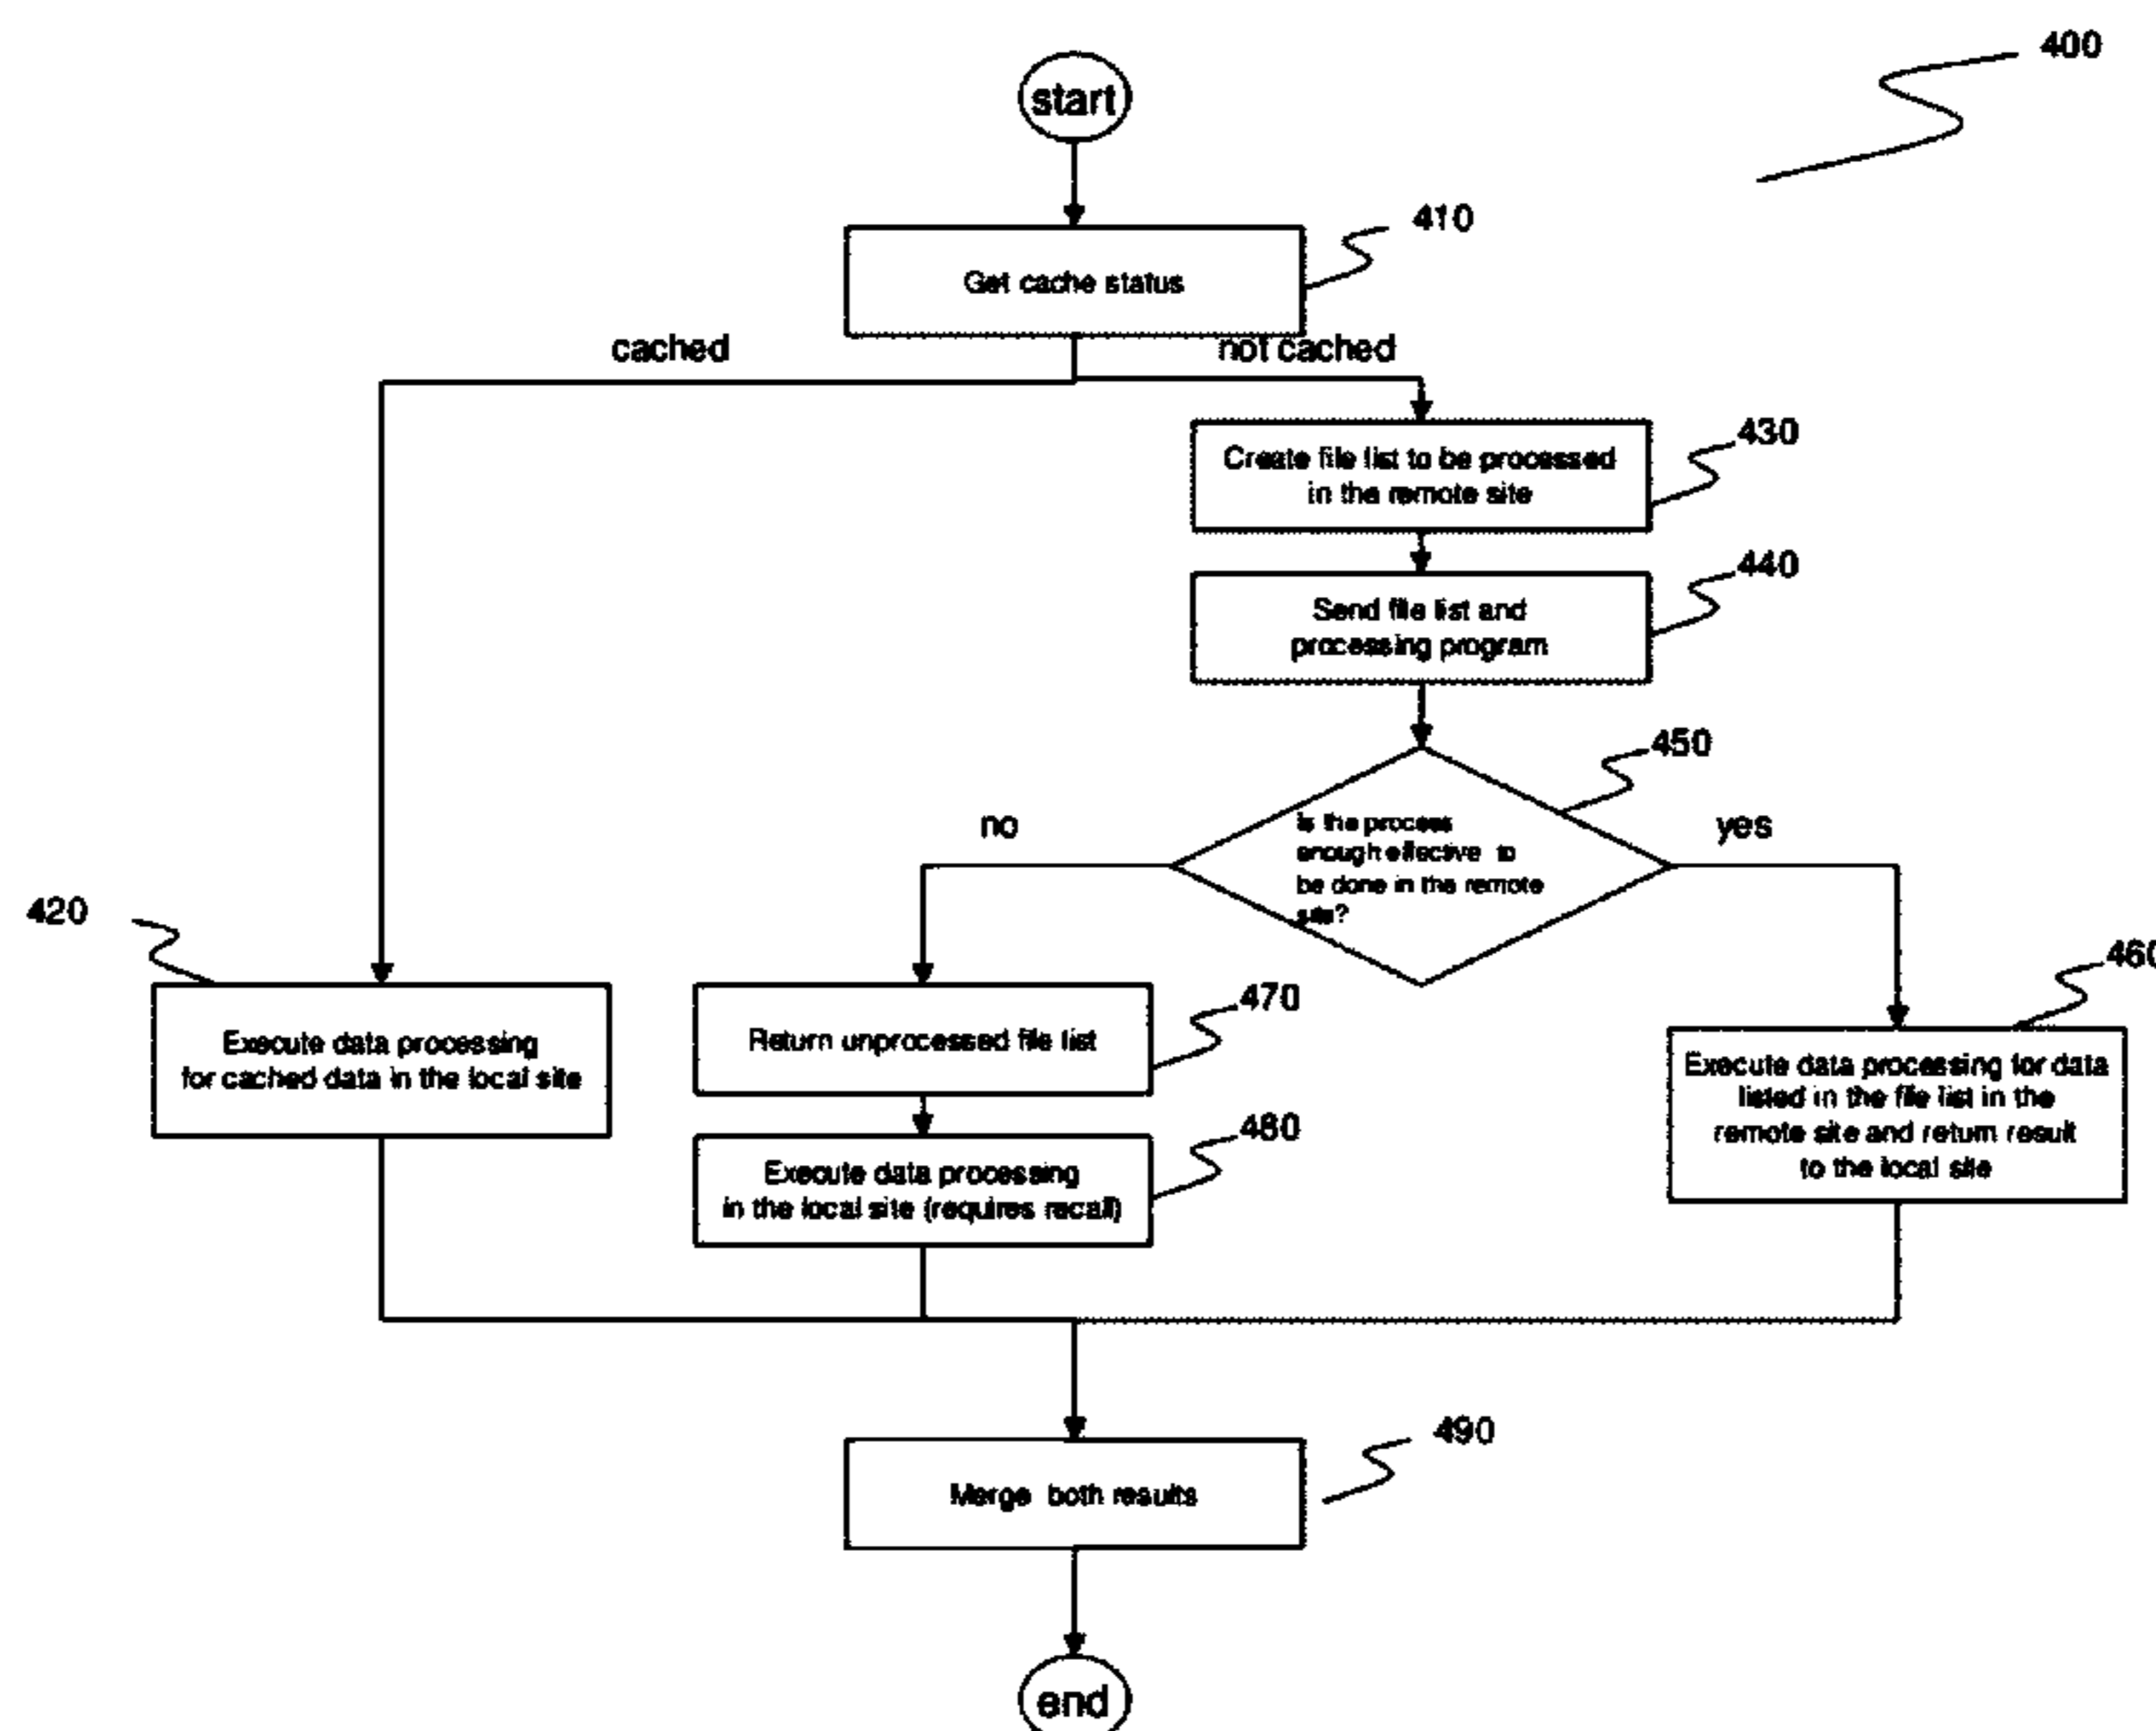 400
start
410
Get cache status
cached
not cached
430
Create file list to be processed
in the remote site
440
Send file list and
processing program
450
no
yes
Is the process
enough effective to
be done in the remote
site?
420
460
470
Execute data processing
for cached data in the local site
Return unprocessed file list
Execute data processing for data
listed in the file list in the
remote site and return result
to the local site
480
Execute data processing
in the local site (requires recall)
490
Merge both results
end